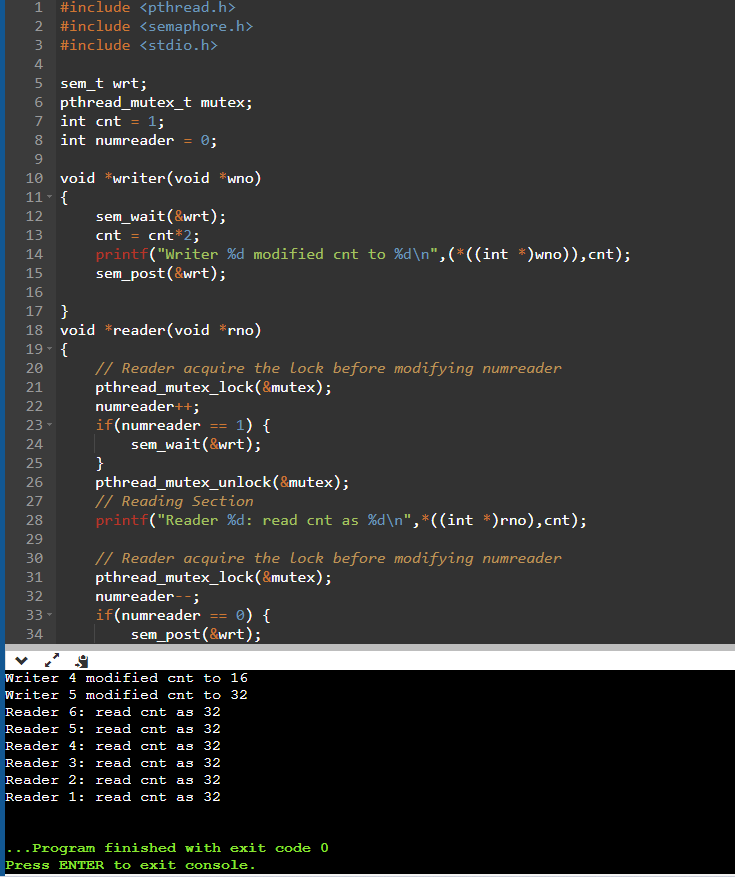 1 #include <pthread.h>
2 #include <semaphore.h>
3 #include <stdio.h>
4
5 sem_t wrt;
6 pthread_mutex_t mutex;
7 int cnt = 1;
8 int numreader = 0;
9
10 void *writer(void *wno)
11 {
12     sem_wait(&wrt);
13     cnt = cnt*2;
14     printf("Writer %d modified cnt to %d\n",(*((int *)wno)),cnt);
15     sem_post(&wrt);
16
17 }
18 void *reader(void *rno)
19 {
20     // Reader acquire the lock before modifying numreader
21     pthread_mutex_lock(&mutex);
22     numreader++;
23     if(numreader == 1) {
24         sem_wait(&wrt);
25     }
26     pthread_mutex_unlock(&mutex);
27     // Reading Section
28     printf("Reader %d: read cnt as %d\n",*((int *)rno),cnt);
29
30     // Reader acquire the lock before modifying numreader
31     pthread_mutex_lock(&mutex);
32     numreader--;
33     if(numreader == 0) {
34         sem_post(&wrt);
Writer 4 modified cnt to 16
Writer 5 modified cnt to 32
Reader 6: read cnt as 32
Reader 5: read cnt as 32
Reader 4: read cnt as 32
Reader 3: read cnt as 32
Reader 2: read cnt as 32
Reader 1: read cnt as 32
...Program finished with exit code 0
Press ENTER to exit console.